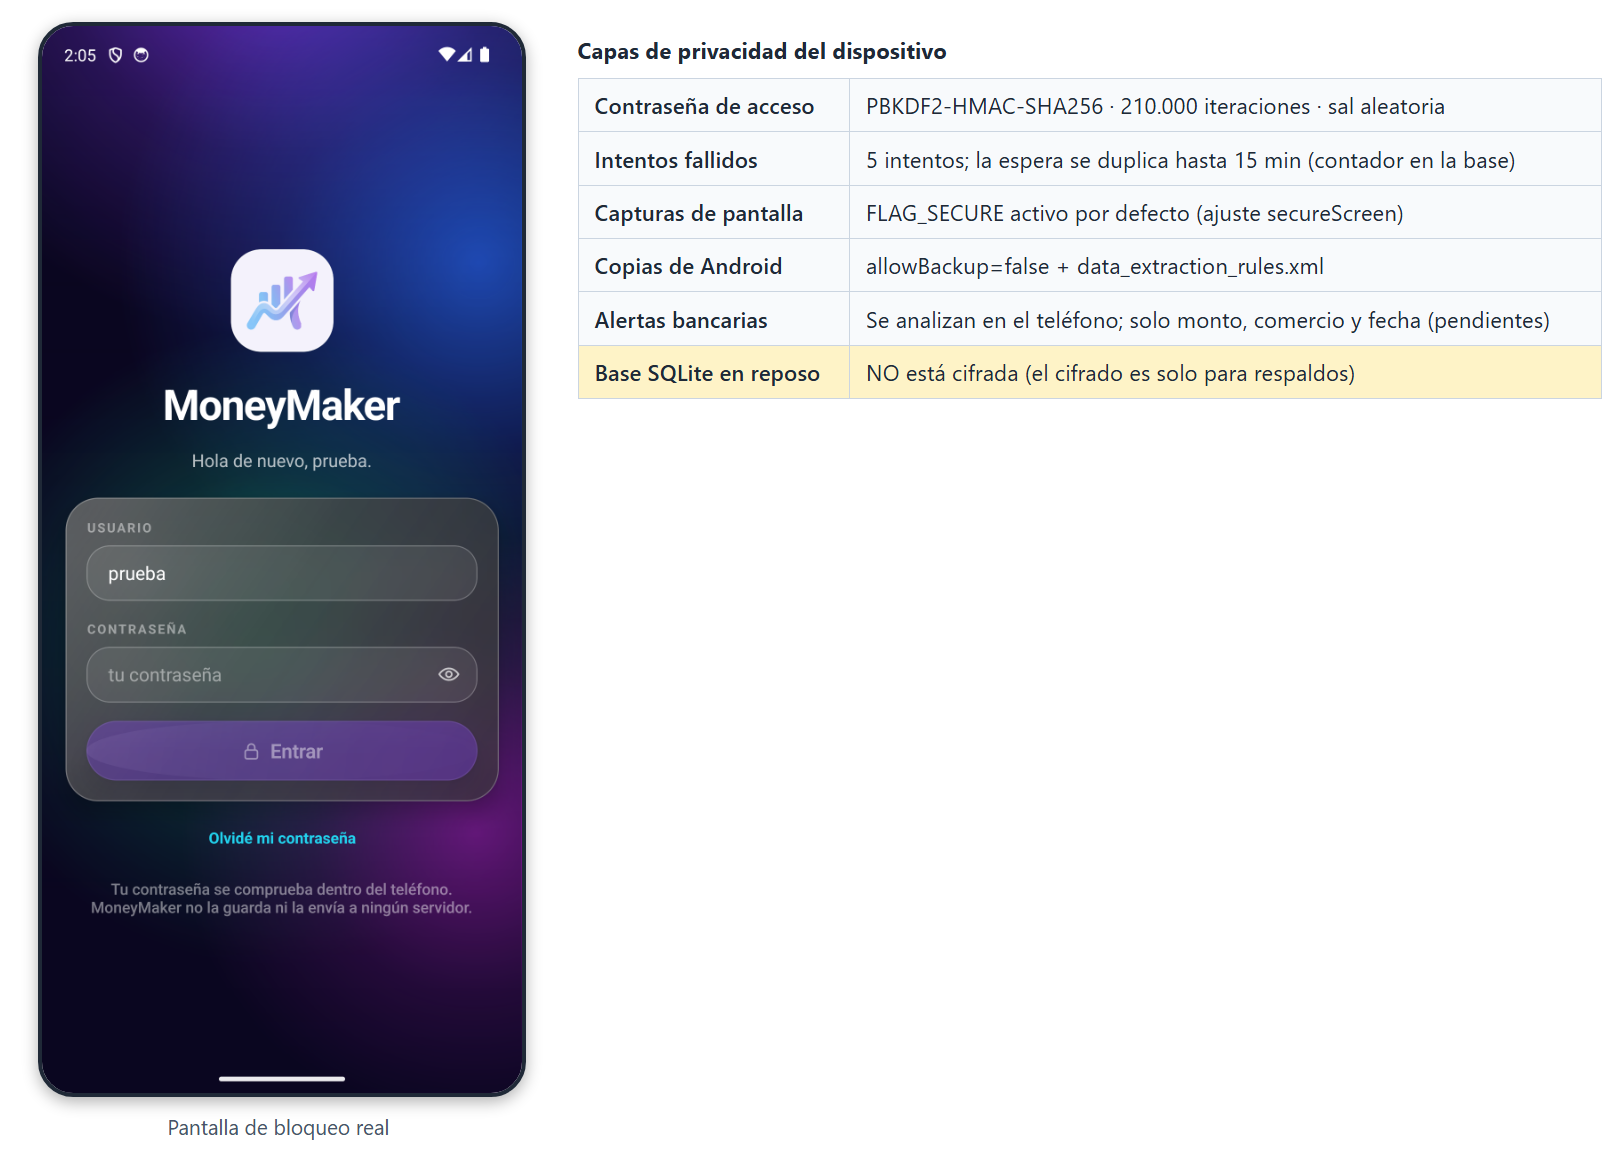 2:05
MoneyMaker
Hola de nuevo, prueba.
USUARIO
prueba
CONTRASEÑA
tu contraseña
Entrar
Olvidé mi contraseña
Tu contraseña se comprueba dentro del teléfono.
MoneyMaker no la guarda ni la envía a ningún servidor.
Pantalla de bloqueo real
Capas de privacidad del dispositivo
Contraseña de acceso PBKDF2-HMAC-SHA256 · 210.000 iteraciones · sal aleatoria
Intentos fallidos 5 intentos; la espera se duplica hasta 15 min (contador en la base)
Capturas de pantalla FLAG_SECURE activo por defecto (ajuste secureScreen)
Copias de Android allowBackup=false + data_extraction_rules.xml
Alertas bancarias Se analizan en el teléfono; solo monto, comercio y fecha (pendientes)
Base SQLite en reposo NO está cifrada (el cifrado es solo para respaldos)